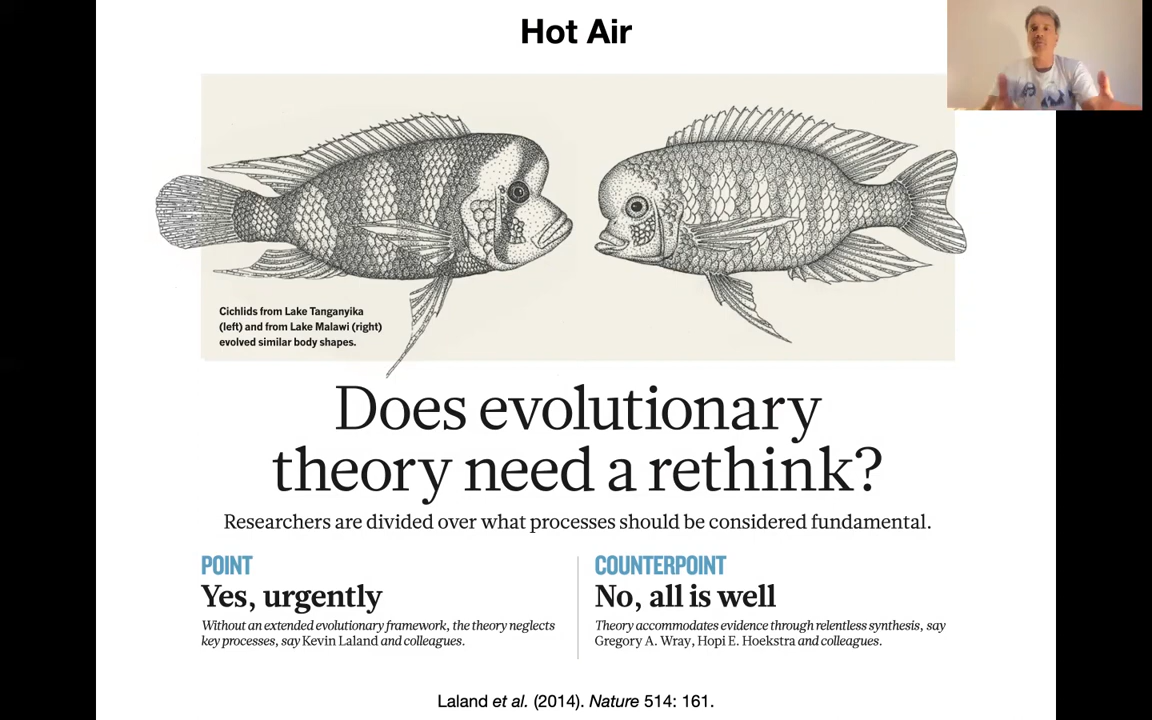 Hot Air
Cichlids from Lake Tanganyika
(left) and from Lake Malawi (right)
evolved similar body shapes.
Does evolutionary
theory need a rethink?
Researchers are divided over what processes should be considered fundamental.
POINT
Yes, urgently
Without an extended evolutionary framework, the theory neglects
key processes, say Kevin Laland and colleagues.
COUNTERPOINT
No, all is well
Theory accommodates evidence through relentless synthesis, say
Gregory A. Wray, Hopi E. Hoekstra and colleagues.
Laland et al. (2014). Nature 514: 161.